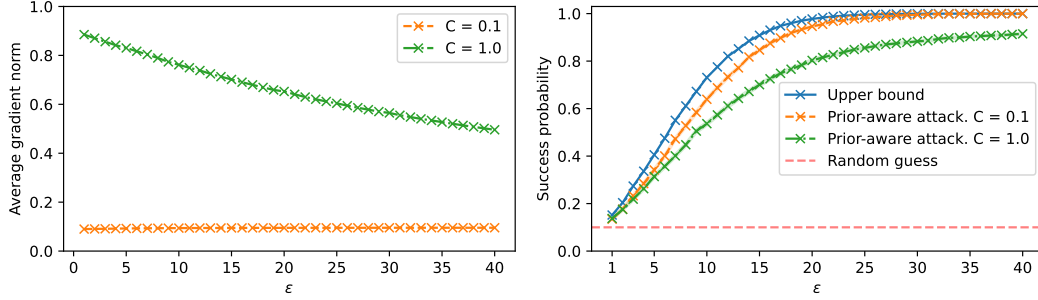 Average gradient norm
1.0
0.8
0.6
0.4
0.2
0.0
C = 0.1
C = 1.0
0 5 10 15 20 25 30 35 40
ε
Success probability
1.0
0.8
0.6
0.4
0.2
0.0
Upper bound
Prior-aware attack. C = 0.1
Prior-aware attack. C = 1.0
Random guess
1 5 10 15 20 25 30 35 40
ε